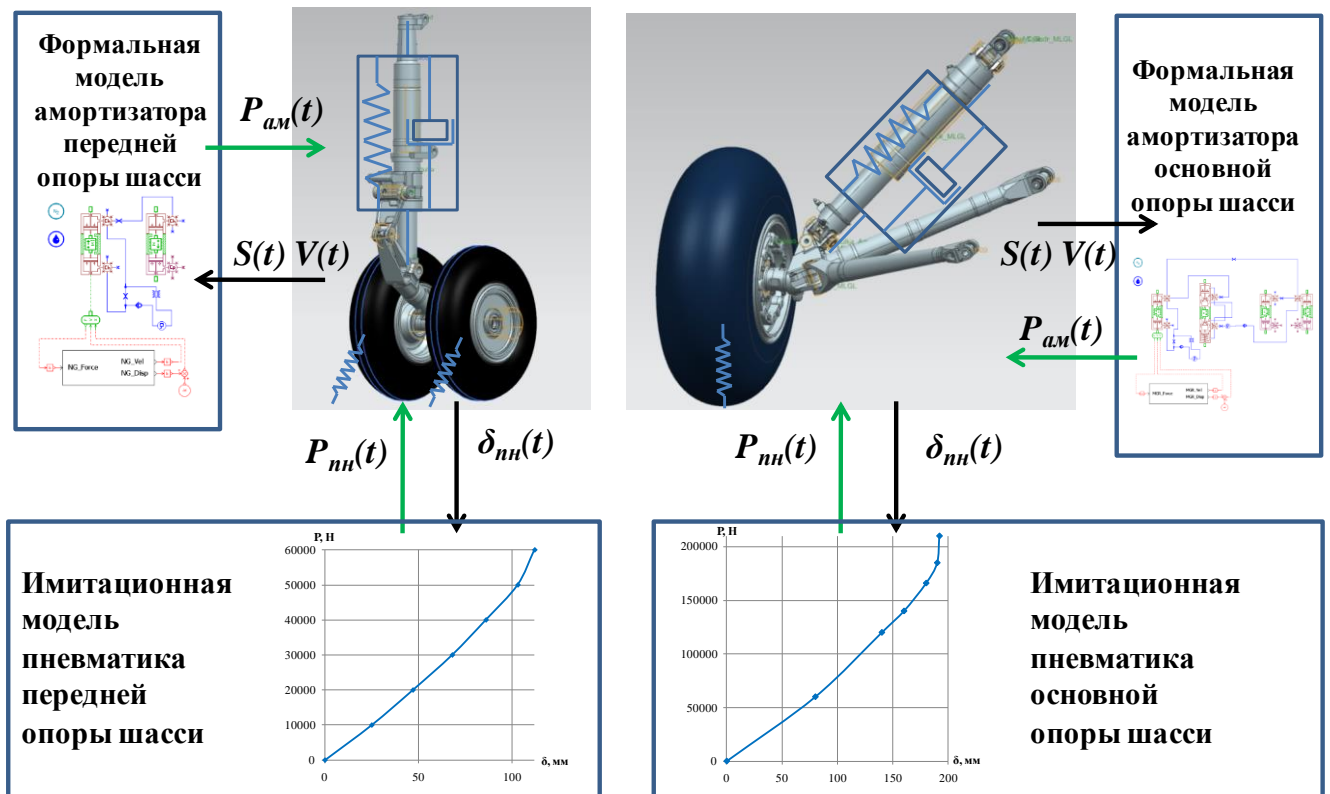 Формальная
модель
амортизатора
передней
опоры шасси
NG_Force
NG_Vel
NG_Disp
P_ам(t)
S(t) V(t)
Формальная
модель
амортизатора
основной
опоры шасси
S(t) V(t)
P_ам(t)
P_пн(t)
δ_пн(t)
P_пн(t)
δ_пн(t)
Имитационная
модель
пневматика
передней
опоры шасси
P, Н
60000
50000
40000
30000
20000
10000
0
0 50 100
δ, мм
P, Н
200000
150000
100000
50000
0
δ, мм
0 50 100 150 200
Имитационная
модель
пневматика
основной
опоры шасси